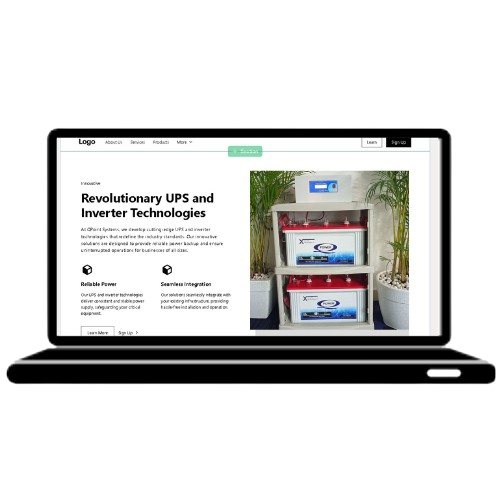 Logo
About Us
Services
Products
More
Learn
Sign Up
Innovative
Revolutionary UPS and
Inverter Technologies
At QPoint Systems, we develop cutting-edge UPS and inverter
technologies that redefine the industry standards. Our innovative
solutions are designed to provide reliable power backup and ensure
uninterrupted operations for businesses of all sizes.
Reliable Power
Our UPS and inverter technologies
deliver consistent and stable power
supply, safeguarding your critical
equipment.
Seamless Integration
Our solutions seamlessly integrate with
your existing infrastructure, providing
hassle-free installation and operation.
Learn More
Sign Up